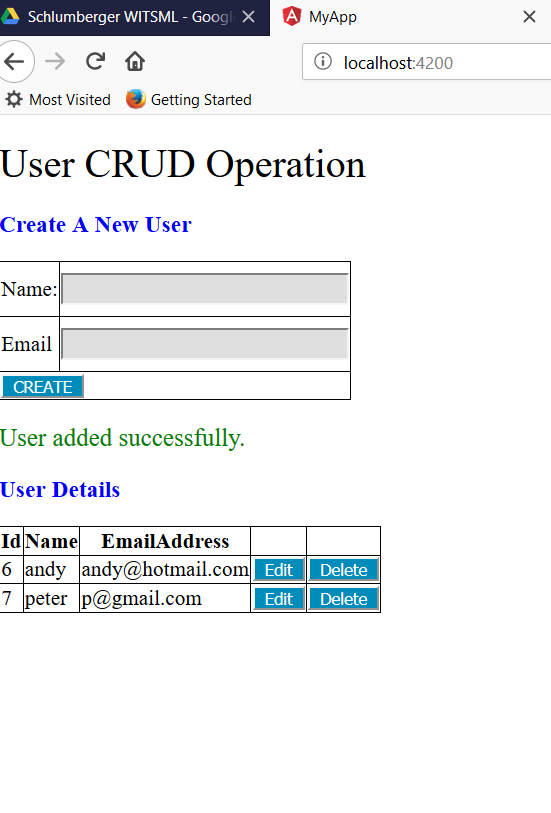 Schlumberger WITSML - Googl
MyApp
localhost:4200
Most Visited Getting Started
User CRUD Operation
Create A New User
Name:
Email
CREATE
User added successfully.
User Details
Id Name EmailAddress
6 andy andy@hotmail.com Edit Delete
7 peter p@gmail.com Edit Delete